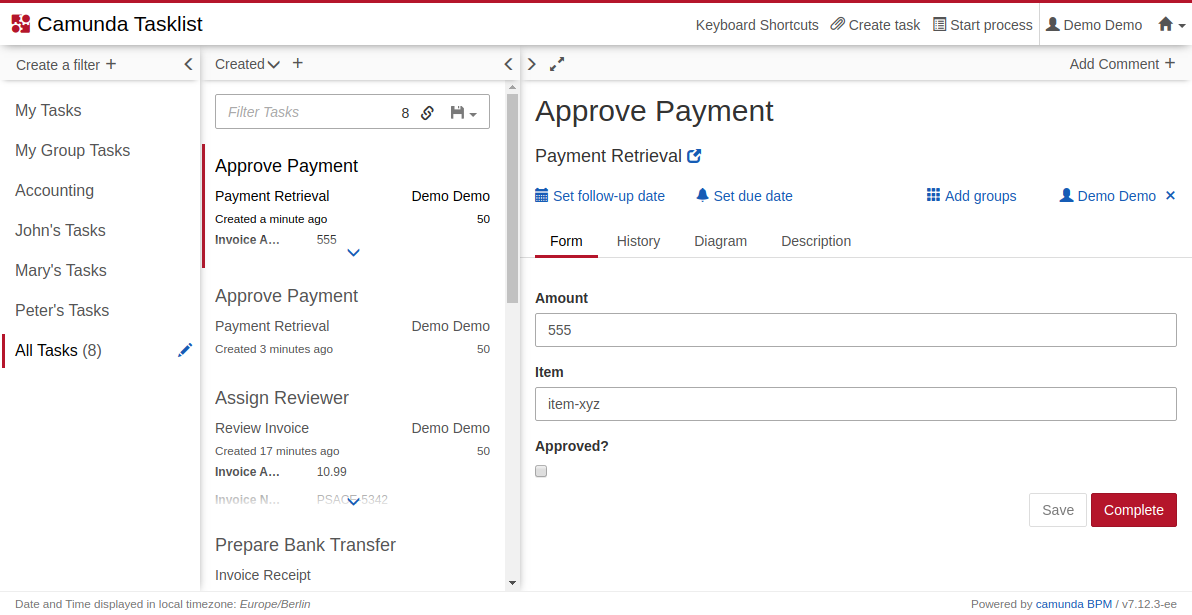 Camunda Tasklist
Keyboard Shortcuts Create task Start process Demo Demo
Create a filter +
My Tasks
My Group Tasks
Accounting
John's Tasks
Mary's Tasks
Peter's Tasks
All Tasks (8)
Created +
Filter Tasks 8
Approve Payment
Payment Retrieval Demo Demo
Created a minute ago 50
Invoice A... 555
Approve Payment
Payment Retrieval Demo Demo
Created 3 minutes ago 50
Assign Reviewer
Review Invoice Demo Demo
Created 17 minutes ago 50
Invoice A... 10.99
Invoice N... PSACE-5342
Prepare Bank Transfer
Invoice Receipt
Add Comment +
Approve Payment
Payment Retrieval
Set follow-up date Set due date Add groups Demo Demo ×
Form History Diagram Description
Amount
555
Item
item-xyz
Approved?
Save Complete
Date and Time displayed in local timezone: Europe/Berlin
Powered by camunda BPM / v7.12.3-ee